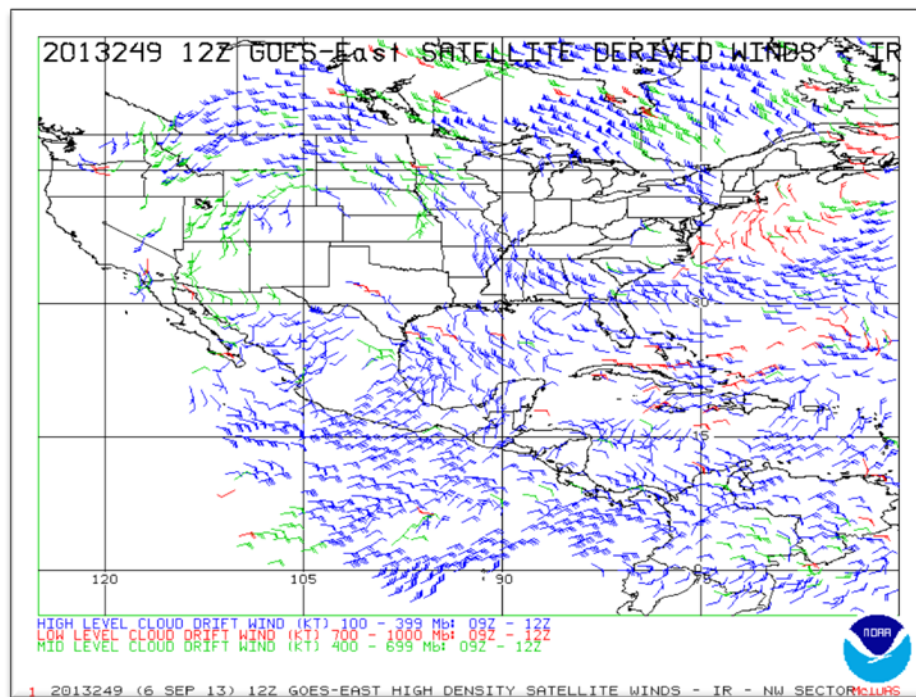 2013249 12Z GOES-East SATELLITE DERIVED WINDS - IR
30
15
0
120 105 90 75
HIGH LEVEL CLOUD DRIFT WIND (KT) 100 - 399 Mb: 09Z - 12Z
LOW LEVEL CLOUD DRIFT WIND (KT) 700 - 1000 Mb: 09Z - 12Z
MID LEVEL CLOUD DRIFT WIND (KT) 400 - 699 Mb: 09Z - 12Z
NOAA
1 2013249 (6 SEP 13) 12Z GOES-EAST HIGH DENSITY SATELLITE WINDS - IR - NW SECTOR McIDAS